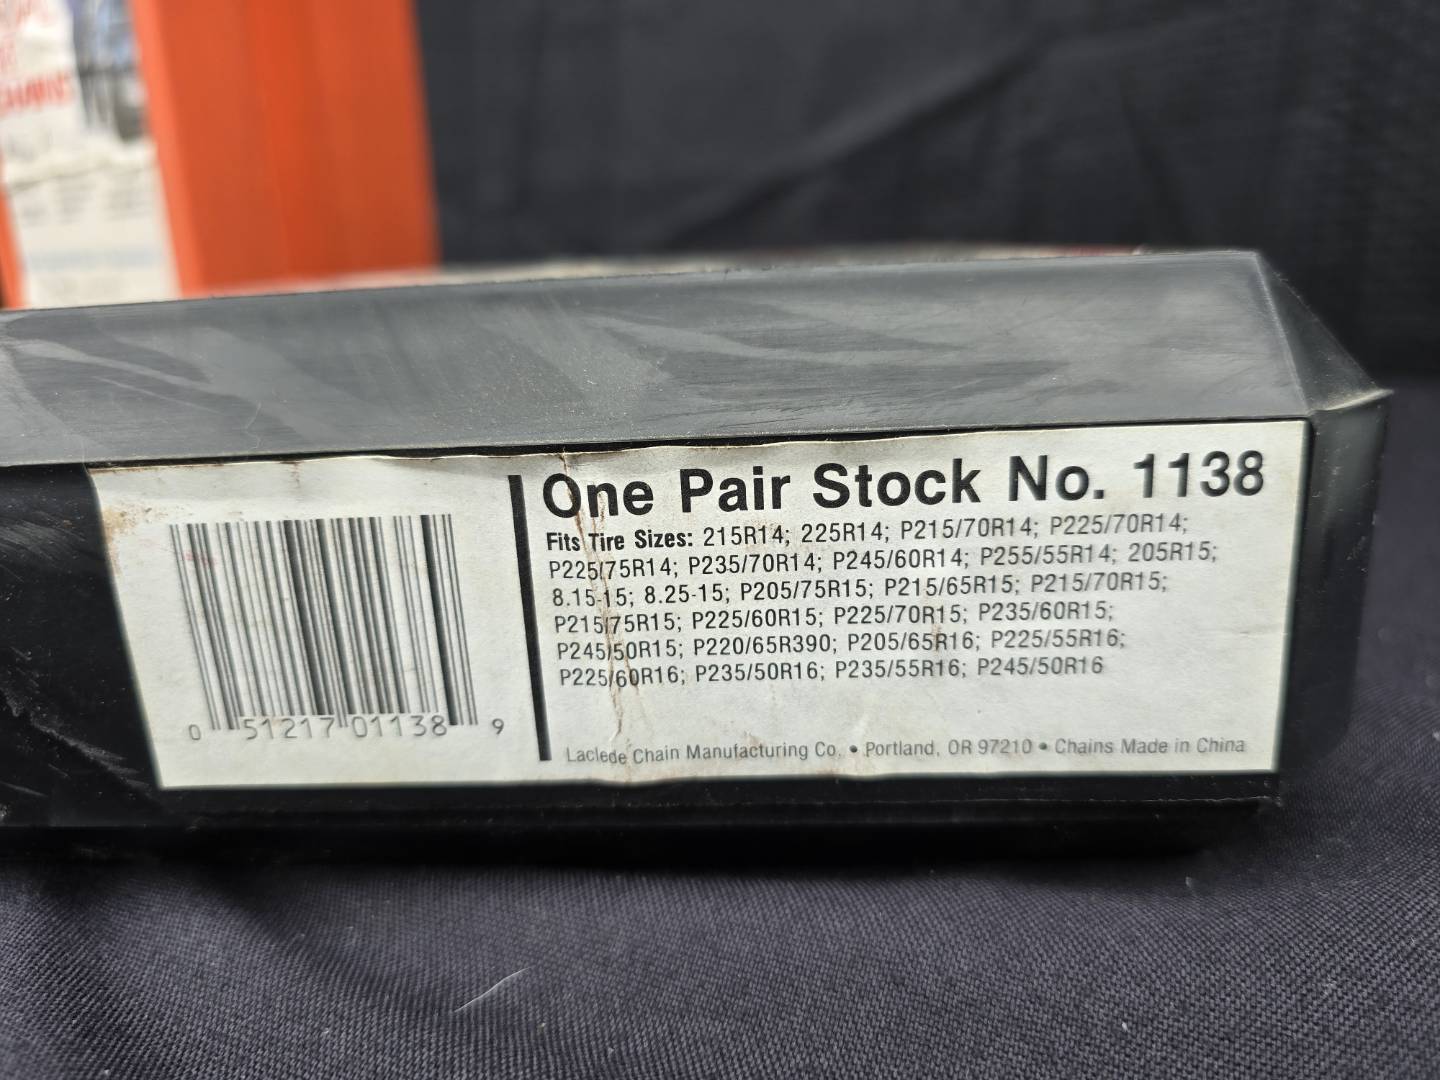 CHAINS
One Pair Stock No. 1138
Fits Tire Sizes: 215R14; 225R14; P215/70R14; P225/70R14;
P225/75R14; P235/70R14; P245/60R14; P255/55R14; 205R15;
8.15-15; 8.25-15; P205/75R15; P215/65R15; P215/70R15;
P215/75R15; P225/60R15; P225/70R15; P235/60R15;
P245/50R15; P220/65R390; P205/65R16; P225/55R16;
P225/60R16; P235/50R16; P235/55R16; P245/50R16
Laclede Chain Manufacturing Co. • Portland, OR 97210 • Chains Made in China
0 51217 01138 9